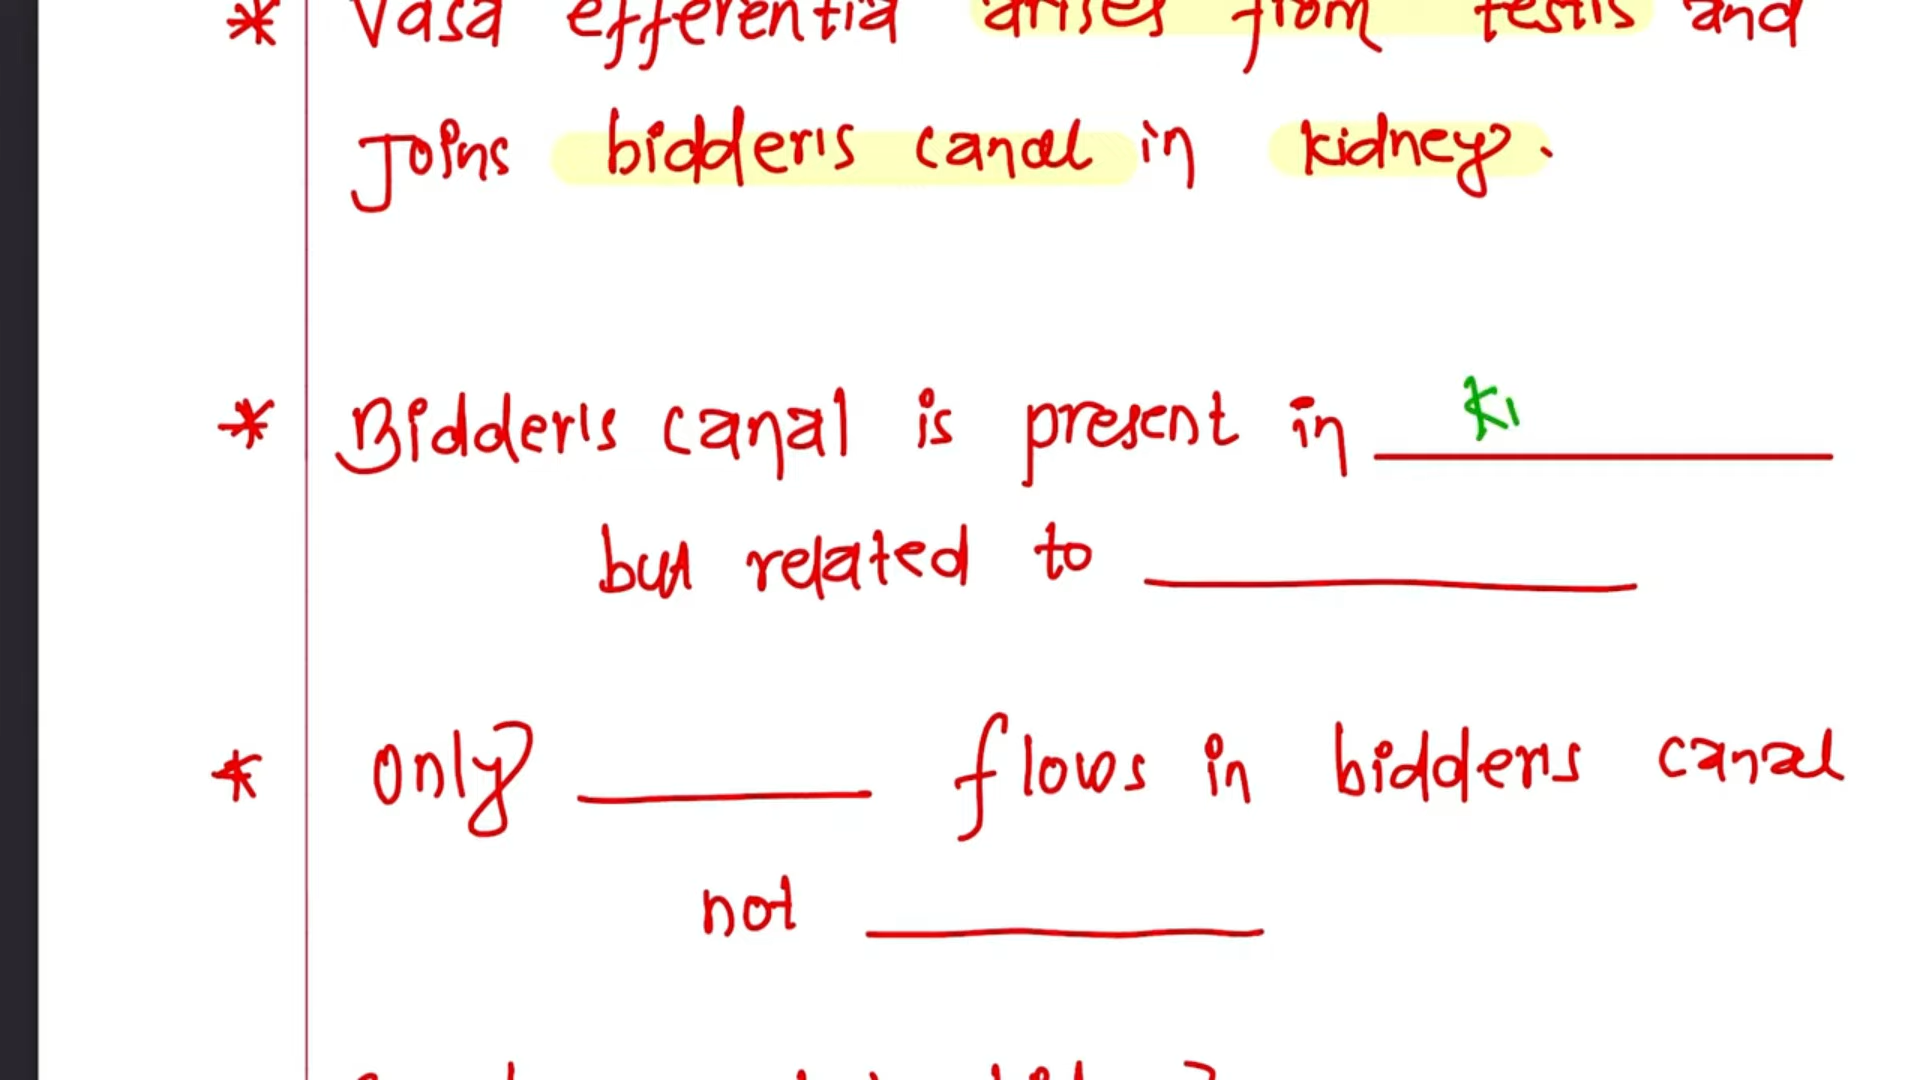 * Vasa efferentia arises from testis and
Joins bidder's canal in kidney.
* Bidder's canal is present in Ki
but related to
* Only flows in bidders canal
not